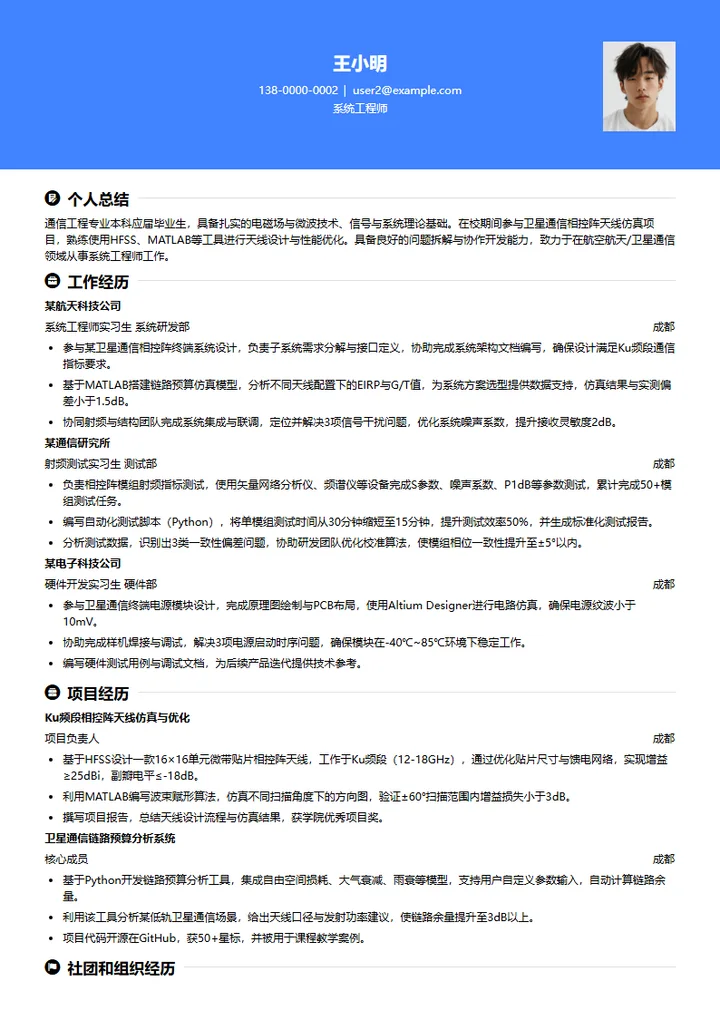 王小明
138-0000-0002 | user2@example.com
系统工程师
个人总结
通信工程专业本科应届毕业生，具备扎实的电磁场与微波技术、信号与系统理论基础。在校期间参与卫星通信相控阵天线仿真项
目，熟练使用HFSS、MATLAB等工具进行天线设计与性能优化。具备良好的问题拆解与协作开发能力，致力于在航空航天/卫星通信
领域从事系统工程师工作。
工作经历
某航天科技公司
系统工程师实习生 系统研发部 成都
• 参与某卫星通信相控阵终端系统设计，负责子系统需求分解与接口定义，协助完成系统架构文档编写，确保设计满足Ku频段通信
指标要求。
• 基于MATLAB搭建链路预算仿真模型，分析不同天线配置下的EIRP与G/T值，为系统方案选型提供数据支持，仿真结果与实测偏
差小于1.5dB。
• 协同射频与结构团队完成系统集成与联调，定位并解决3项信号干扰问题，优化系统噪声系数，提升接收灵敏度2dB。
某通信研究所
射频测试实习生 测试部 成都
• 负责相控阵模组射频指标测试，使用矢量网络分析仪、频谱仪等设备完成S参数、噪声系数、P1dB等参数测试，累计完成50+模
组测试任务。
• 编写自动化测试脚本（Python），将单模组测试时间从30分钟缩短至15分钟，提升测试效率50%，并生成标准化测试报告。
• 分析测试数据，识别出3类一致性偏差问题，协助研发团队优化校准算法，使模组相位一致性提升至±5°以内。
某电子科技公司
硬件开发实习生 硬件部 成都
• 参与卫星通信终端电源模块设计，完成原理图绘制与PCB布局，使用Altium Designer进行电路仿真，确保电源纹波小于
10mV。
• 协助完成样机焊接与调试，解决3项电源启动时序问题，确保模块在-40℃~85℃环境下稳定工作。
• 编写硬件测试用例与调试文档，为后续产品迭代提供技术参考。
项目经历
Ku频段相控阵天线仿真与优化
项目负责人 成都
• 基于HFSS设计一款16×16单元微带贴片相控阵天线，工作于Ku频段（12-18GHz），通过优化贴片尺寸与馈电网络，实现增益
≥25dBi，副瓣电平≤-18dB。
• 利用MATLAB编写波束赋形算法，仿真不同扫描角度下的方向图，验证±60°扫描范围内增益损失小于3dB。
• 撰写项目报告，总结天线设计流程与仿真结果，获学院优秀项目奖。
卫星通信链路预算分析系统
核心成员 成都
• 基于Python开发链路预算分析工具，集成自由空间损耗、大气衰减、雨衰等模型，支持用户自定义参数输入，自动计算链路余
量。
• 利用该工具分析某低轨卫星通信场景，给出天线口径与发射功率建议，使链路余量提升至3dB以上。
• 项目代码开源在GitHub，获50+星标，并被用于课程教学案例。
社团和组织经历